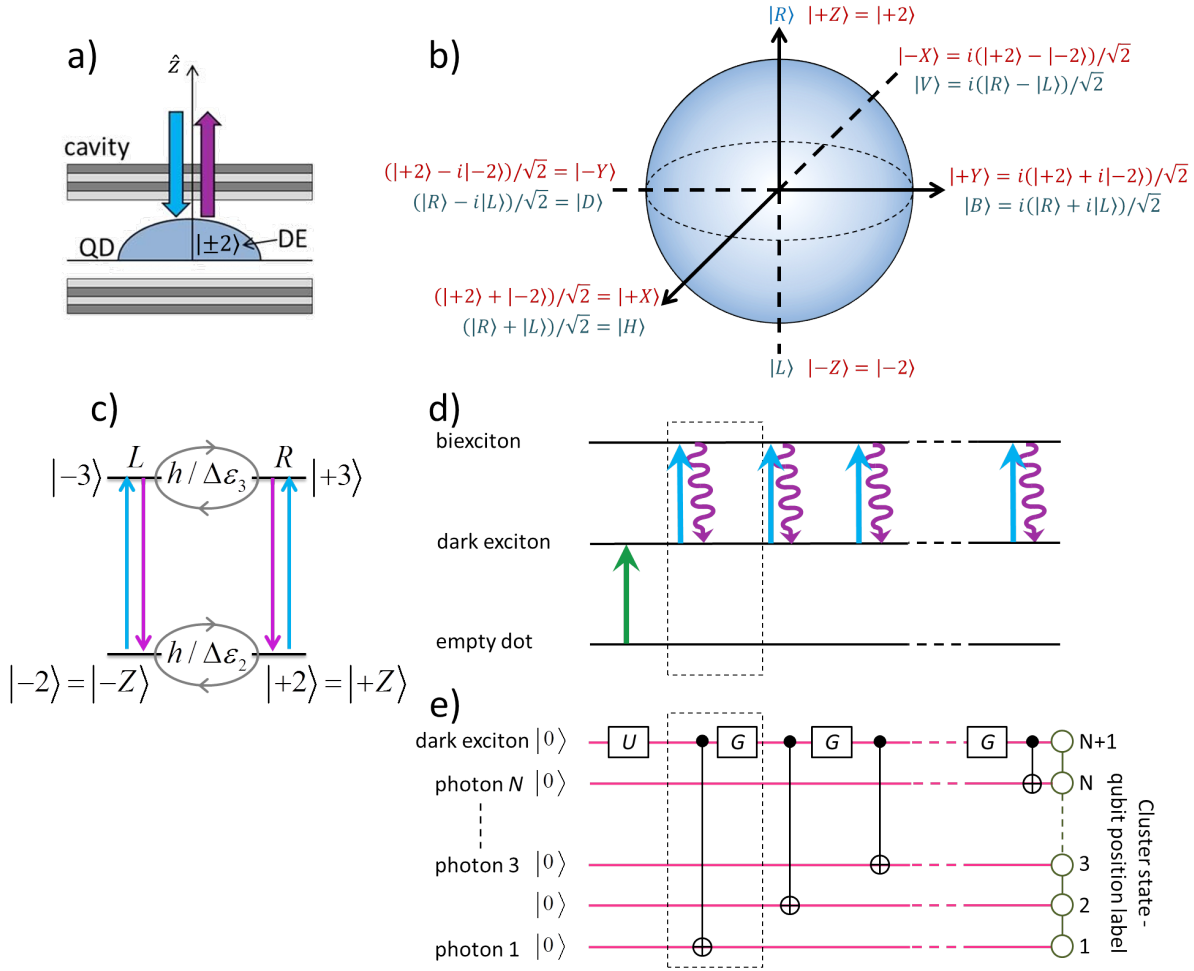 a)
ẑ
cavity
QD
|±2⟩
DE
b)
|R⟩ |+Z⟩ = |+2⟩
|−X⟩ = i(|+2⟩ − |−2⟩)/√2
|V⟩ = i(|R⟩ − |L⟩)/√2
(|+2⟩ − i|−2⟩)/√2 = |−Y⟩
(|R⟩ − i|L⟩)/√2 = |D⟩
|+Y⟩ = i(|+2⟩ + i|−2⟩)/√2
|B⟩ = i(|R⟩ + i|L⟩)/√2
(|+2⟩ + |−2⟩)/√2 = |+X⟩
(|R⟩ + |L⟩)/√2 = |H⟩
|L⟩ |−Z⟩ = |−2⟩
c)
L R
|−3⟩ h/Δε₃ |+3⟩
h/Δε₂
|−2⟩ = |−Z⟩ |+2⟩ = |+Z⟩
d)
biexciton
dark exciton
empty dot
e)
dark exciton |0⟩ U G G G N+1
photon N |0⟩ N
photon 3 |0⟩ 3
|0⟩ 2
photon 1 |0⟩ 1
Cluster state -
qubit position label